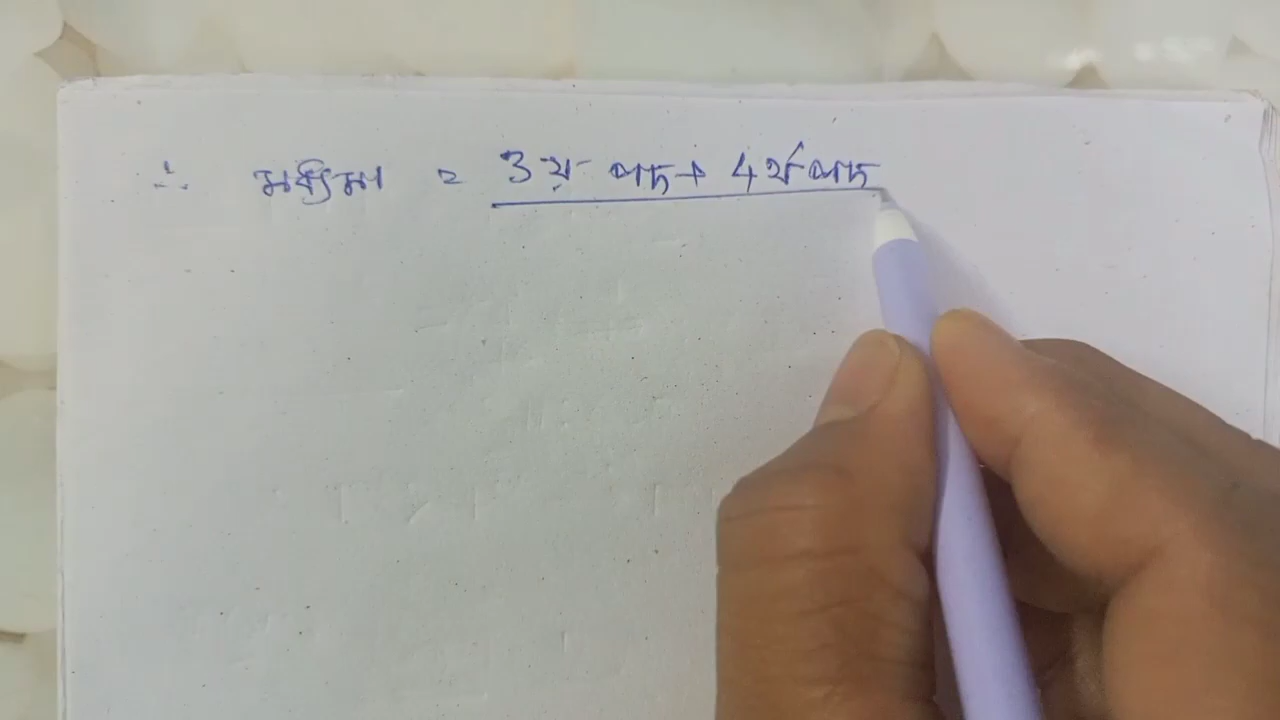 ∴ মধ্যমা = 3য় পদ + 4র্থ পদ